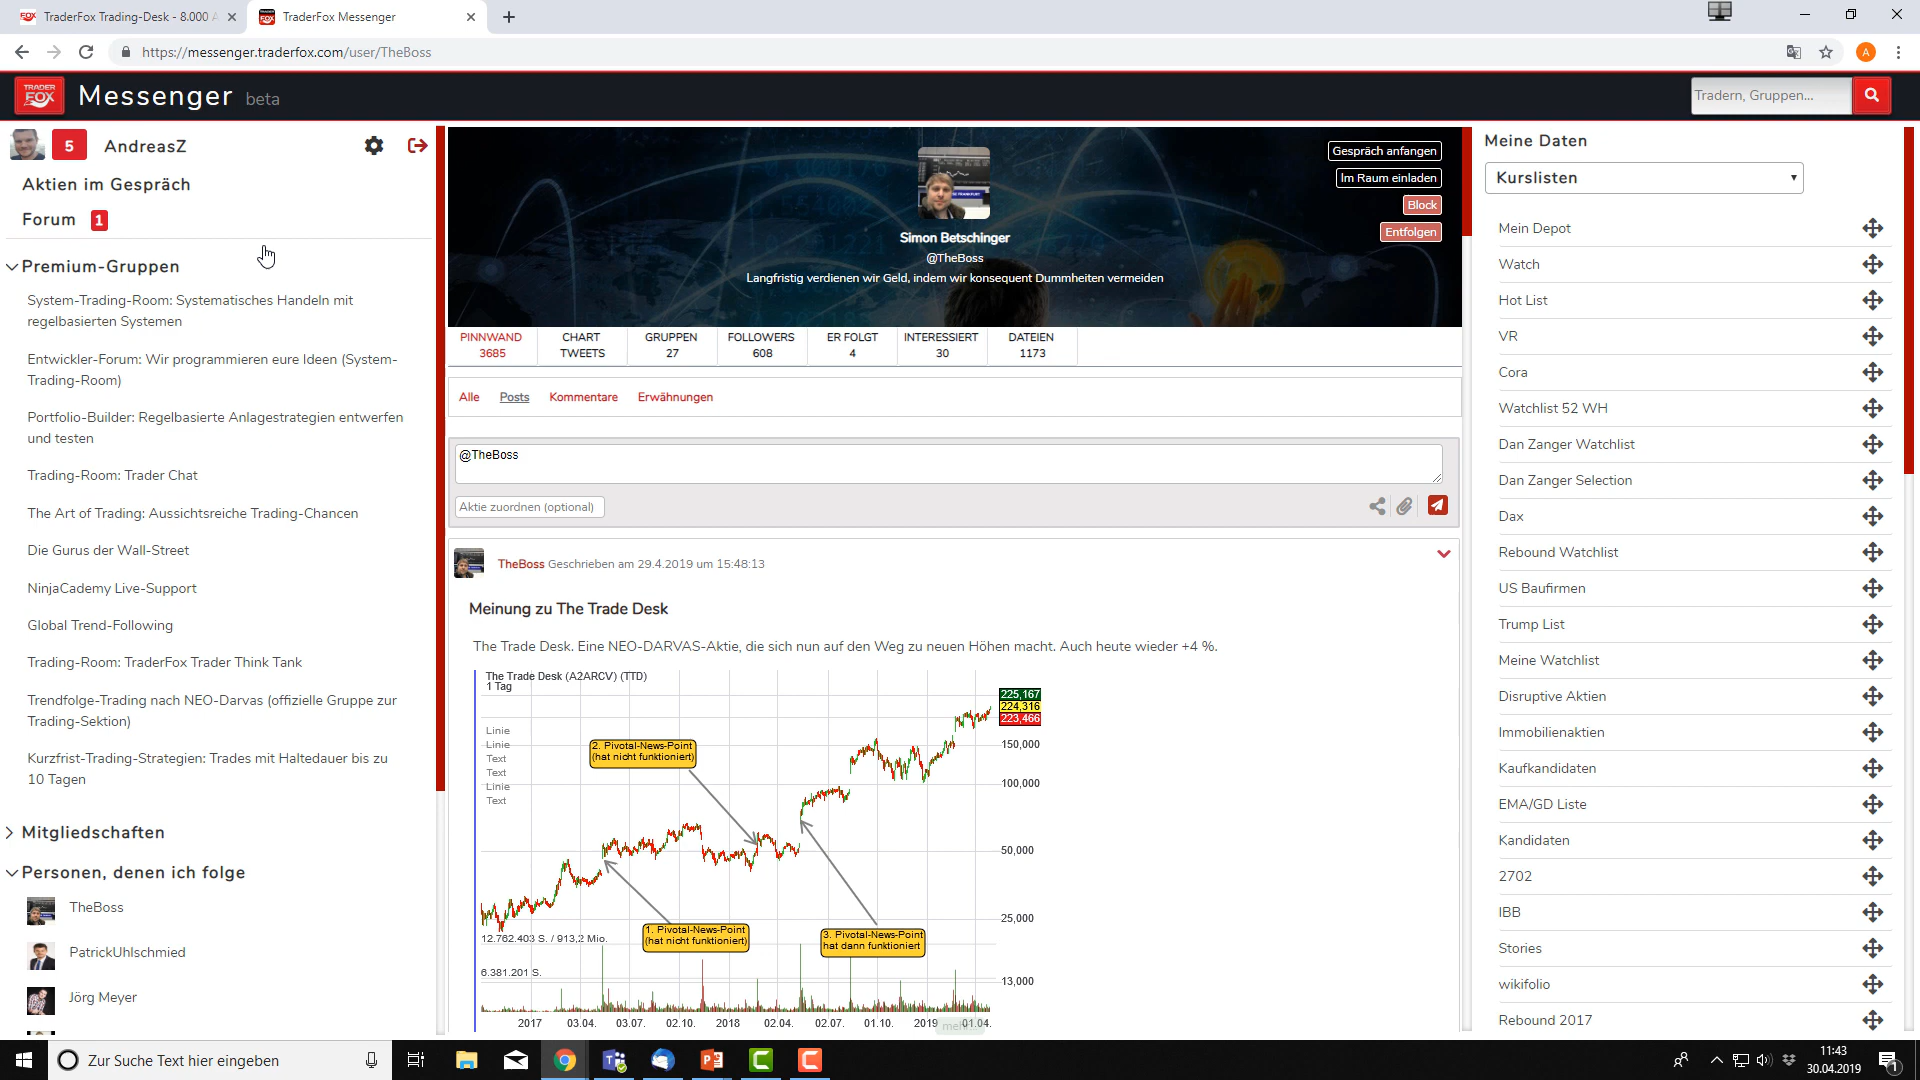 TraderFox Trading-Desk - 8.000
TraderFox Messenger
https://messenger.traderfox.com/user/TheBoss
A
TRADER
FOX
Messenger beta
Tradern, Gruppen...
5
AndreasZ
Aktien im Gespräch
Forum 1
Premium-Gruppen
System-Trading-Room: Systematisches Handeln mit
regelbasierten Systemen
Entwickler-Forum: Wir programmieren eure Ideen (System-
Trading-Room)
Portfolio-Builder: Regelbasierte Anlagestrategien entwerfen
und testen
Trading-Room: Trader Chat
The Art of Trading: Aussichtsreiche Trading-Chancen
Die Gurus der Wall-Street
NinjaCademy Live-Support
Global Trend-Following
Trading-Room: TraderFox Trader Think Tank
Trendfolge-Trading nach NEO-Darvas (offizielle Gruppe zur
Trading-Sektion)
Kurzfrist-Trading-Strategien: Trades mit Haltedauer bis zu
10 Tagen
Mitgliedschaften
Personen, denen ich folge
TheBoss
PatrickUhlschmied
Jörg Meyer
Gespräch anfangen
Im Raum einladen
Block
Entfolgen
Simon Betschinger
@TheBoss
Langfristig verdienen wir Geld, indem wir konsequent Dummheiten vermeiden
PINNWAND
3685
CHART
TWEETS
GRUPPEN
27
FOLLOWERS
608
ER FOLGT
4
INTERESSIERT
30
DATEIEN
1173
Alle Posts Kommentare Erwähnungen
@TheBoss
Aktie zuordnen (optional)
TheBoss Geschrieben am 29.4.2019 um 15:48:13
Meinung zu The Trade Desk
The Trade Desk. Eine NEO-DARVAS-Aktie, die sich nun auf den Weg zu neuen Höhen macht. Auch heute wieder +4 %.
The Trade Desk (A2ARCV) (TTD)
1 Tag
225,167
224,316
223,466
Linie
Linie
Text
Text
Linie
Text
2. Pivotal-News-Point
(hat nicht funktioniert)
150,000
100,000
50,000
25,000
13,000
1. Pivotal-News-Point
(hat nicht funktioniert)
3. Pivotal-News-Point
hat dann funktioniert
12.762.403 S. / 913,2 Mio.
6.381.201 S.
2017 03.04. 03.07. 02.10. 2018 02.04. 02.07. 01.10. 2019 01.04.
Meine Daten
Kurslisten
Mein Depot
Watch
Hot List
VR
Cora
Watchlist 52 WH
Dan Zanger Watchlist
Dan Zanger Selection
Dax
Rebound Watchlist
US Baufirmen
Trump List
Meine Watchlist
Disruptive Aktien
Immobilienaktien
Kaufkandidaten
EMA/GD Liste
Kandidaten
2702
IBB
Stories
wikifolio
Rebound 2017
Zur Suche Text hier eingeben
11:43
30.04.2019
1